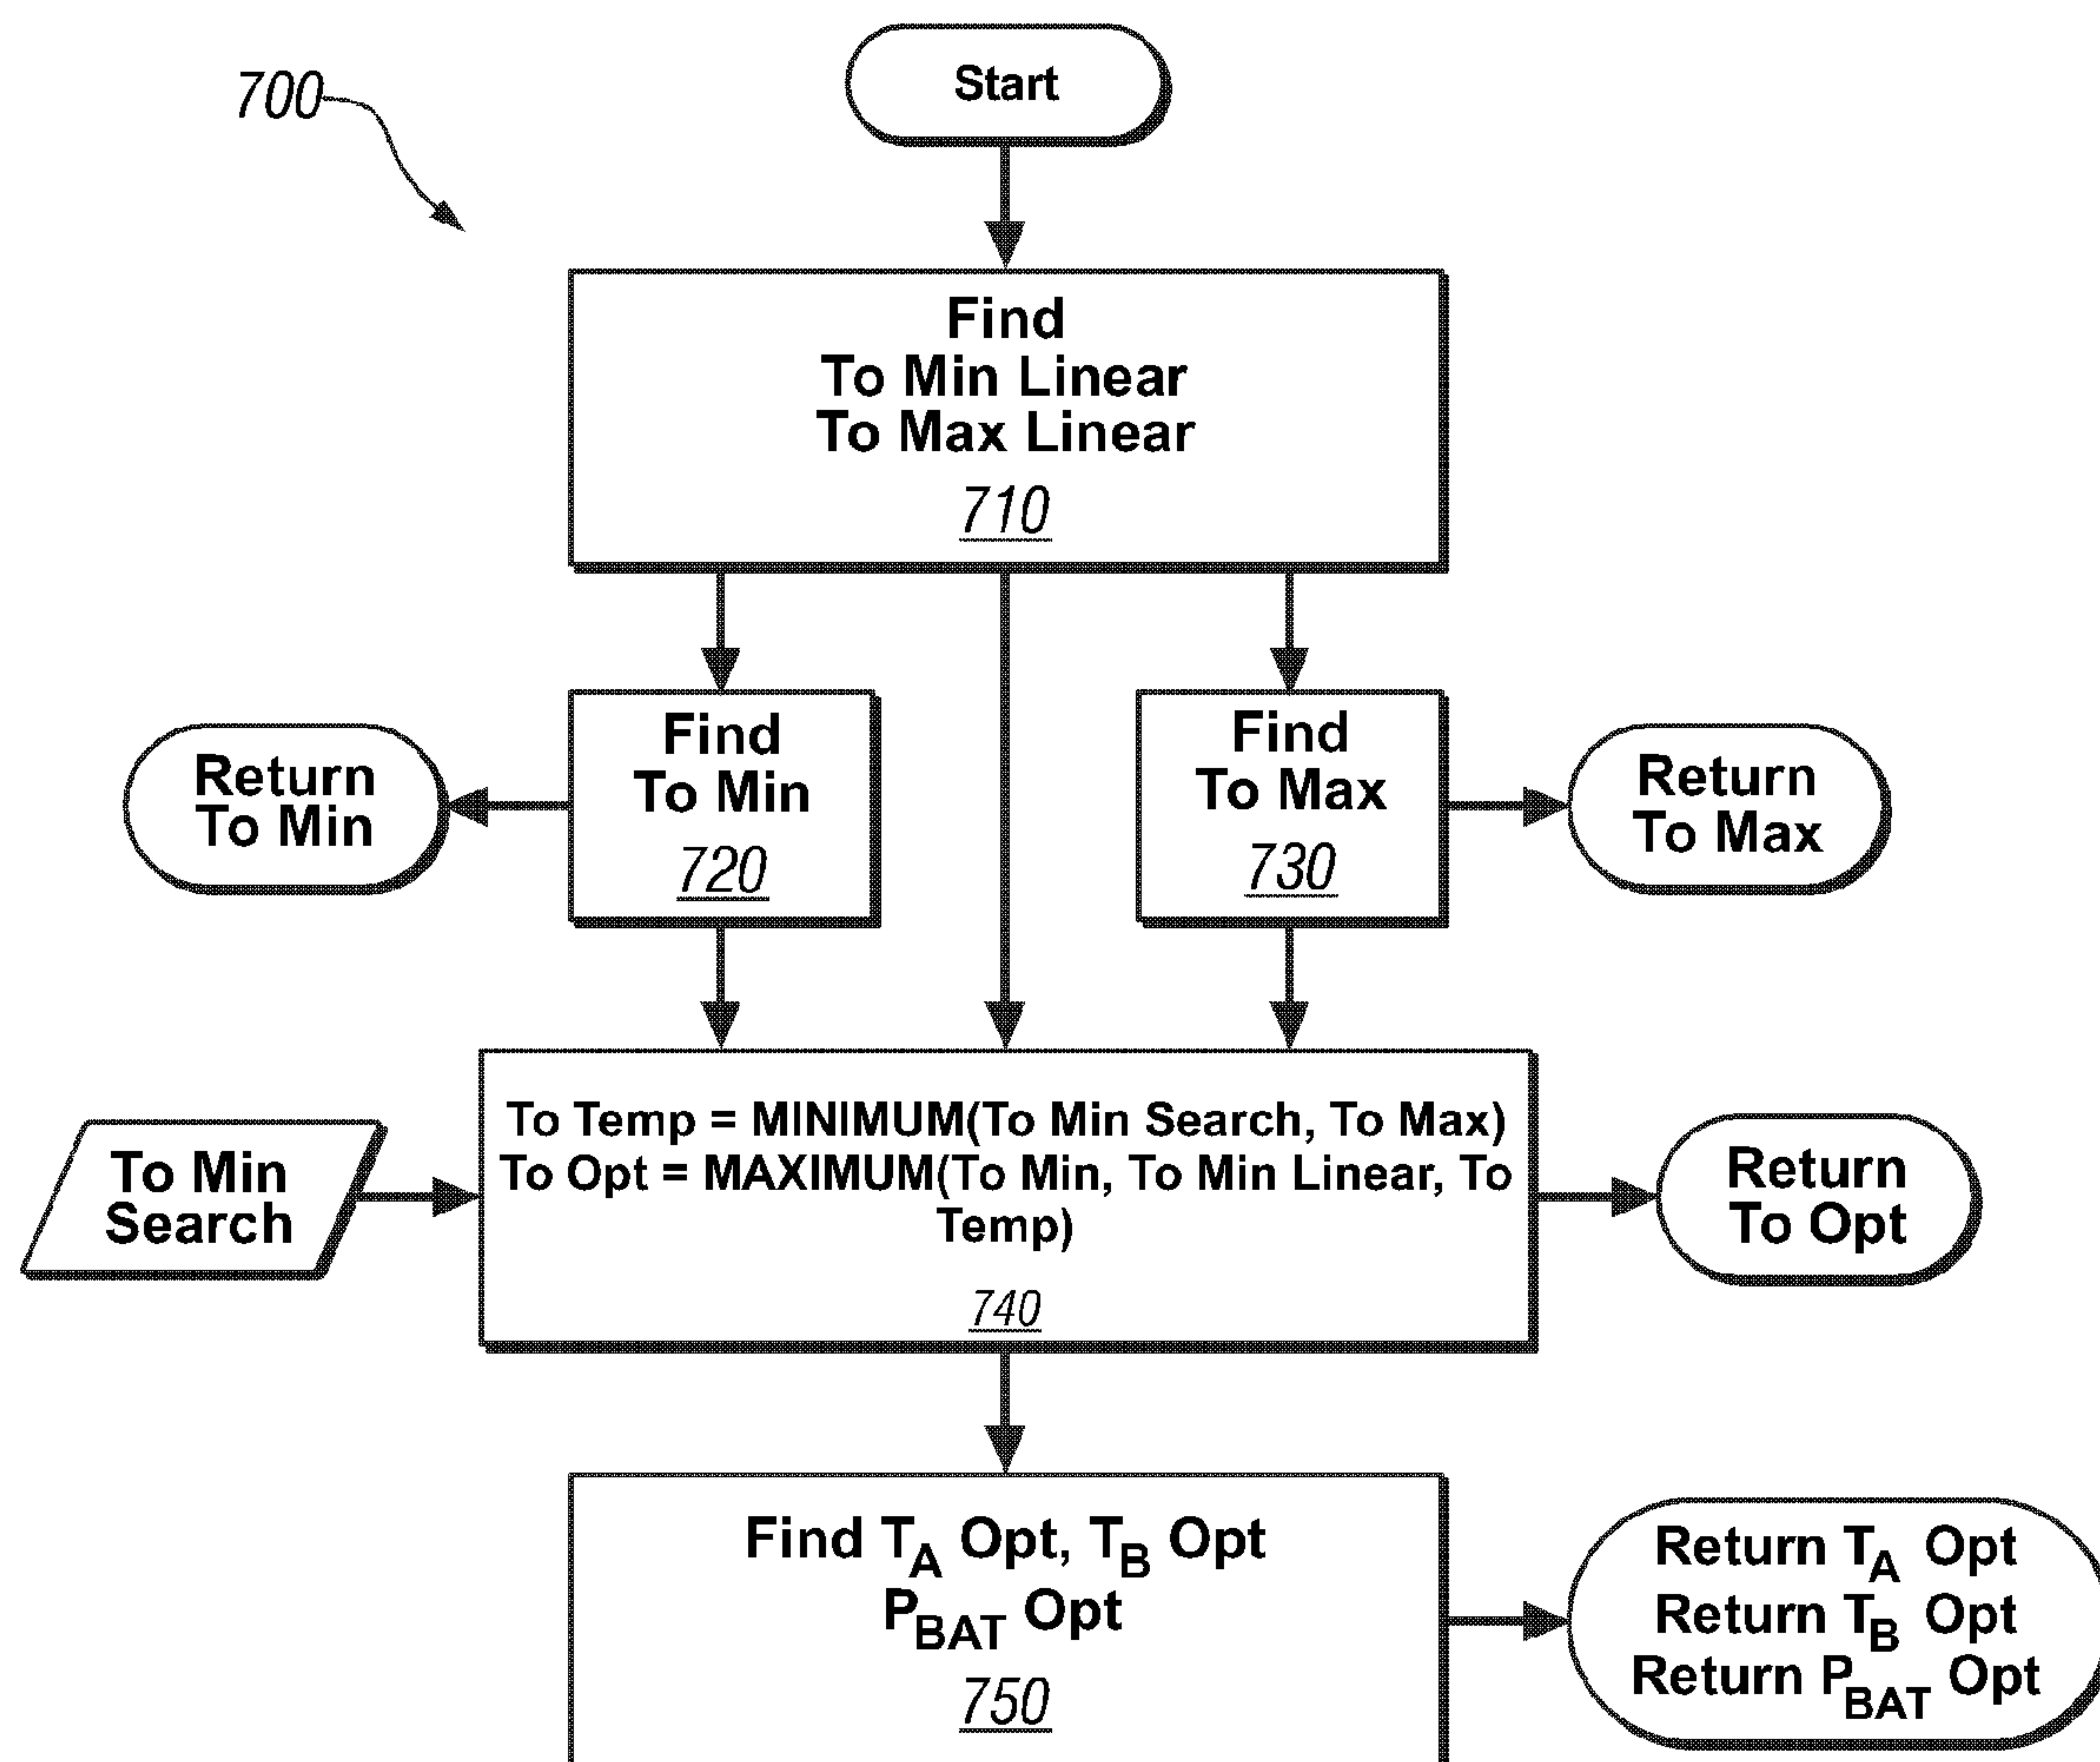 700
Start
Find
To Min Linear
To Max Linear
710
Find
To Min
720
Find
To Max
730
Return
To Min
Return
To Max
To Min
Search
To Temp = MINIMUM(To Min Search, To Max)
To Opt = MAXIMUM(To Min, To Min Linear, To
Temp)
740
Return
To Opt
Find TA Opt, TB Opt
PBAT Opt
750
Return TA Opt
Return TB Opt
Return PBAT Opt